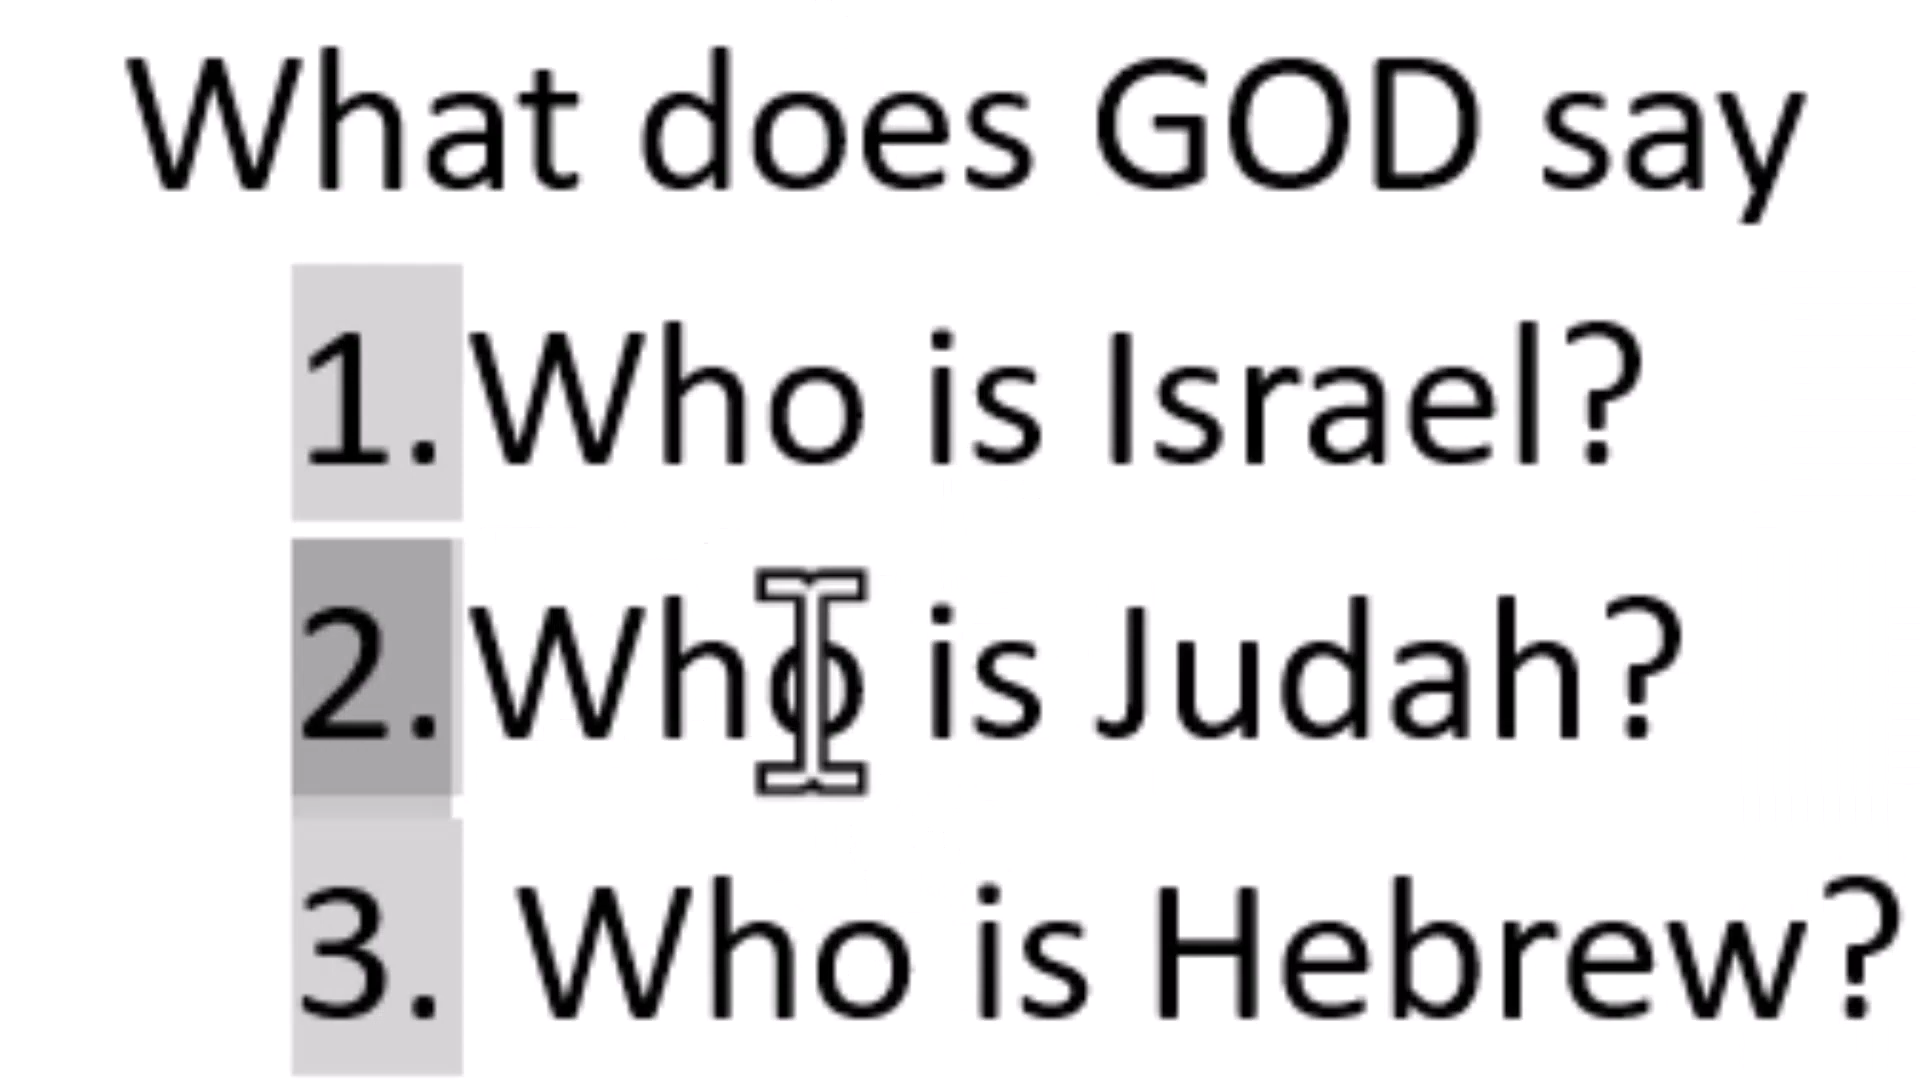 What does GOD say
1. Who is Israel?
2. Who is Judah?
3. Who is Hebrew?